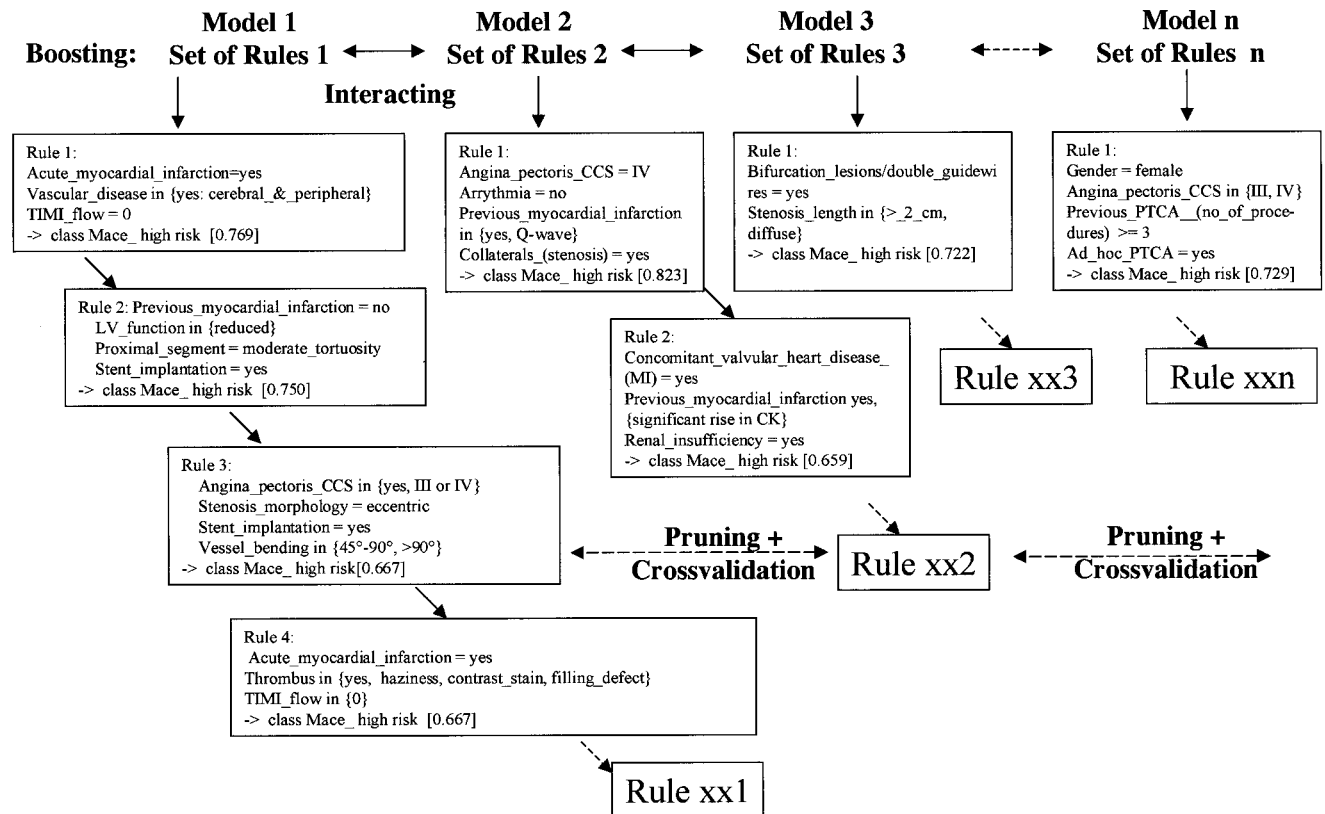 Model 1
Set of Rules 1
Model 2
Set of Rules 2
Model 3
Set of Rules 3
Model n
Set of Rules n
Boosting:
Interacting
Rule 1:
Acute_myocardial_infarction=yes
Vascular_disease in {yes: cerebral_&_peripheral}
TIMI_flow = 0
-> class Mace_ high risk [0.769]
Rule 2: Previous_myocardial_infarction = no
LV_function in {reduced}
Proximal_segment = moderate_tortuosity
Stent_implantation = yes
-> class Mace_ high risk [0.750]
Rule 3:
Angina_pectoris_CCS in {yes, III or IV}
Stenosis_morphology = eccentric
Stent_implantation = yes
Vessel_bending in {45°-90°, >90°}
-> class Mace_ high risk[0.667]
Rule 4:
Acute_myocardial_infarction = yes
Thrombus in {yes, haziness, contrast_stain, filling_defect}
TIMI_flow in {0}
-> class Mace_ high risk [0.667]
Rule xx1
Rule 1:
Angina_pectoris_CCS = IV
Arrythmia = no
Previous_myocardial_infarction
in {yes, Q-wave}
Collaterals_(stenosis) = yes
-> class Mace_ high risk [0.823]
Rule 2:
Concomitant_valvular_heart_disease_
(MI) = yes
Previous_myocardial_infarction yes,
{significant rise in CK}
Renal_insufficiency = yes
-> class Mace_ high risk [0.659]
Rule xx2
Rule 1:
Bifurcation_lesions/double_guidewi
res = yes
Stenosis_length in {>_2_cm,
diffuse}
-> class Mace_ high risk [0.722]
Rule xx3
Rule 1:
Gender = female
Angina_pectoris_CCS in {III, IV}
Previous_PTCA__(no_of_proce-
dures) >= 3
Ad_hoc_PTCA = yes
-> class Mace_ high risk [0.729]
Rule xxn
Pruning +
Crossvalidation
Pruning +
Crossvalidation